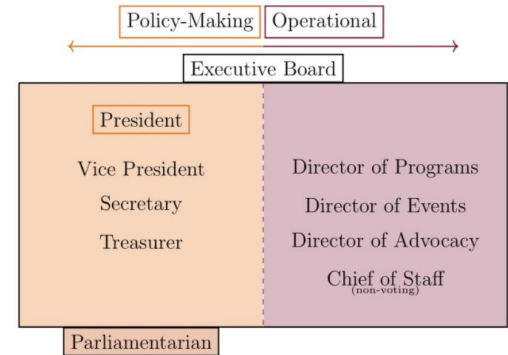 Policy-Making Operational
Executive Board
President
Vice President
Secretary
Treasurer
Director of Programs
Director of Events
Director of Advocacy
Chief of Staff
(non-voting)
Parliamentarian